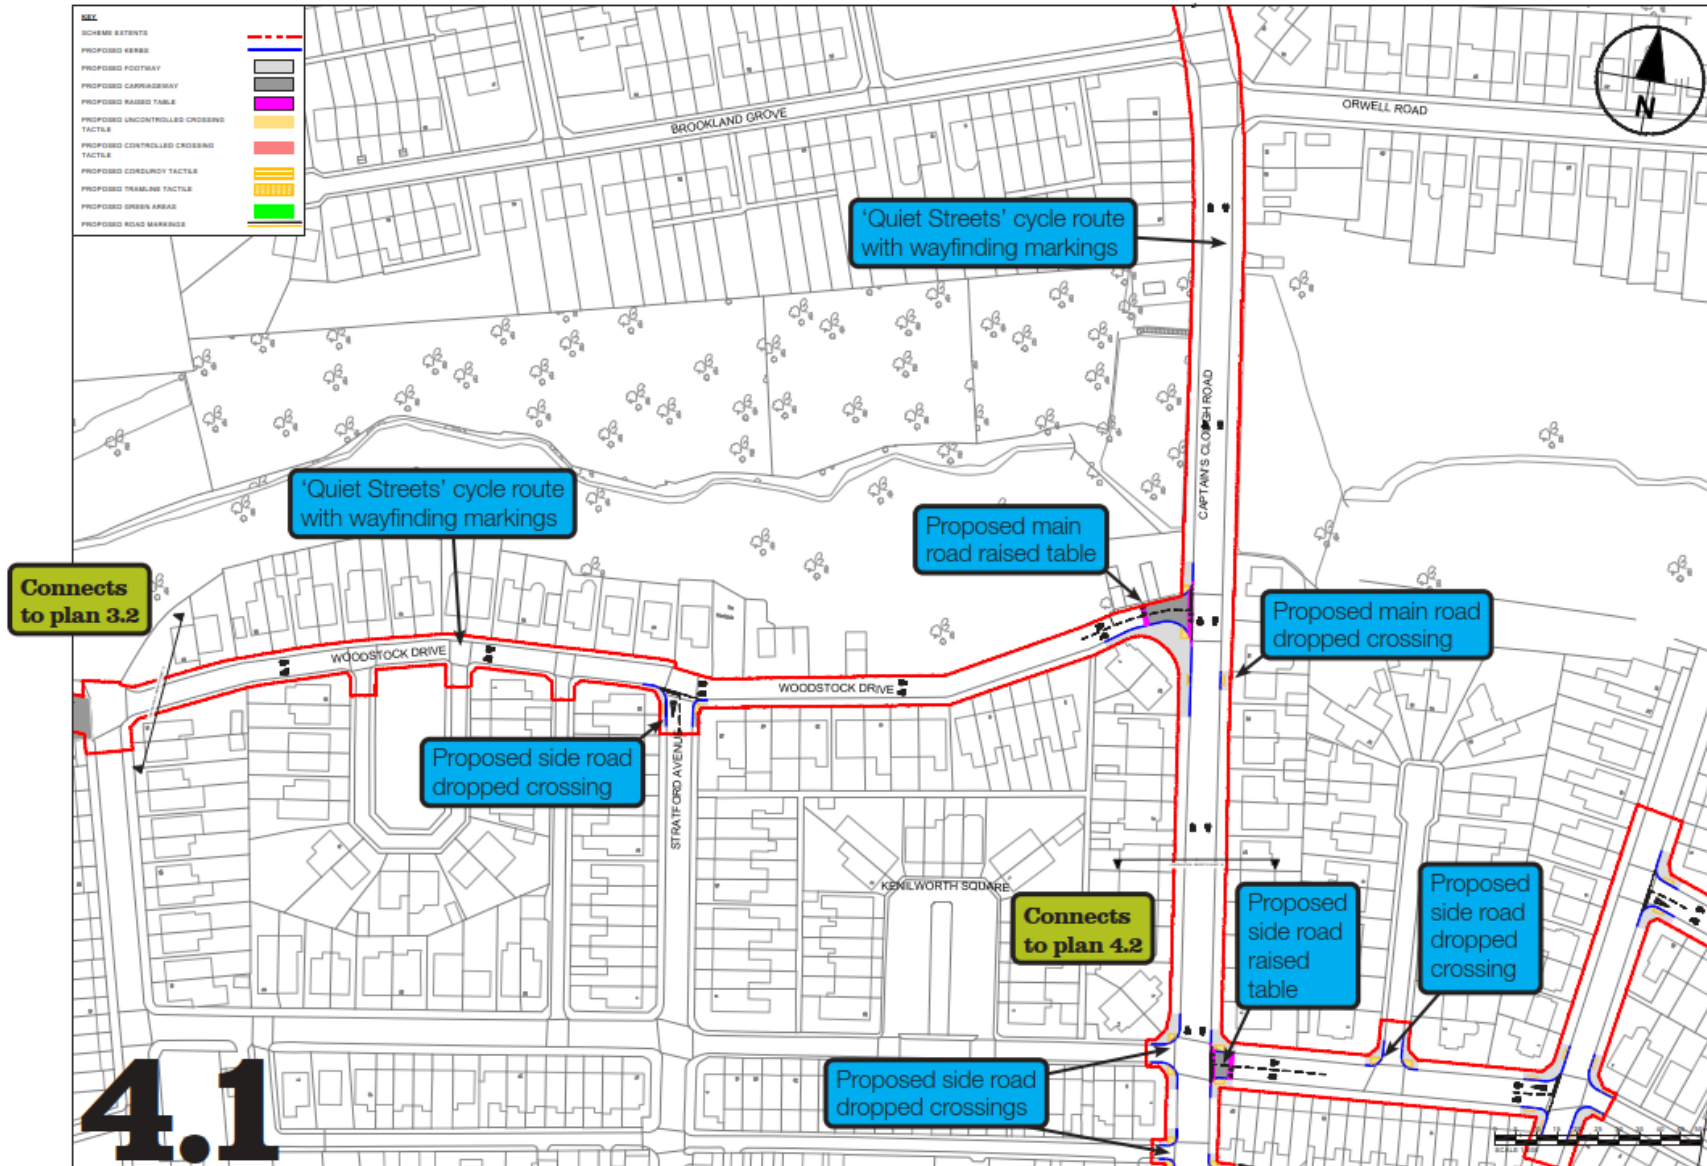 KEY
SCHEME EXTENTS
PROPOSED KERBS
PROPOSED FOOTWAY
PROPOSED CARRIAGEWAY
PROPOSED RAISED TABLE
PROPOSED UNCONTROLLED CROSSING
TACTILE
PROPOSED CONTROLLED CROSSING
TACTILE
PROPOSED CORDUROY TACTILE
PROPOSED TRAMLINE TACTILE
PROPOSED GREEN AREAS
PROPOSED ROAD MARKINGS
N
ORWELL ROAD
BROOKLAND GROVE
'Quiet Streets' cycle route
with wayfinding markings
CAPTAIN'S CLOUGH ROAD
'Quiet Streets' cycle route
with wayfinding markings
Proposed main
road raised table
Connects
to plan 3.2
Proposed main road
dropped crossing
WOODSTOCK DRIVE
WOODSTOCK DRIVE
Proposed side road
dropped crossing
STRATFORD AVENUE
KENILWORTH SQUARE
Connects
to plan 4.2
Proposed
side road
raised
table
Proposed
side road
dropped
crossing
Proposed side road
dropped crossings
4.1
SCALE